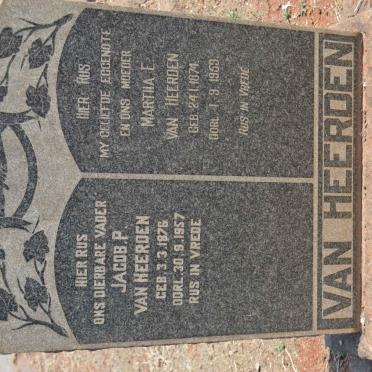 HIER RUS
MY GELIEFDE EGGENOTE
EN ONS MOEDER
MARTHA E.
VAN HEERDEN
GEB. 22.1.1874.
OORL. 1.9.1963.
RUS IN VREDE
HIER RUS
ONS DIERBARE VADER
JACOB. P.
VAN HEERDEN
GEB. 3.3.1876
OORL. 30.9.1957
RUS IN VREDE
VAN HEERDEN